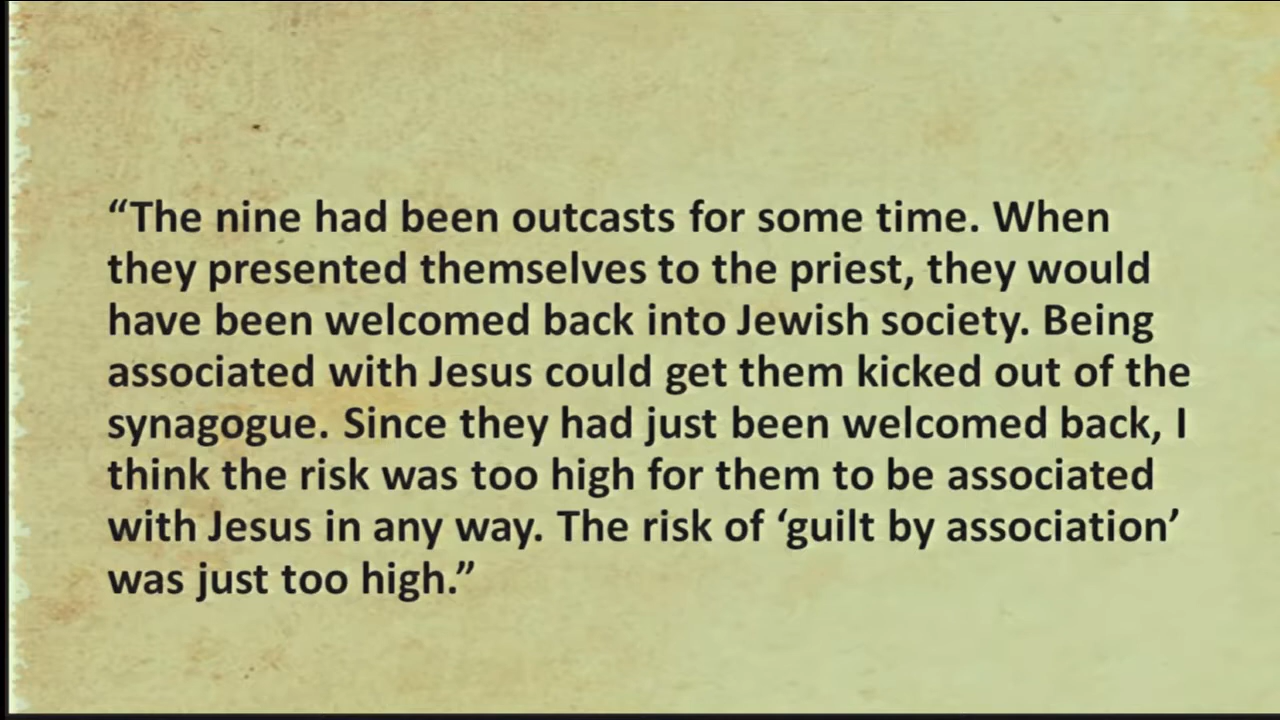 “The nine had been outcasts for some time. When
they presented themselves to the priest, they would
have been welcomed back into Jewish society. Being
associated with Jesus could get them kicked out of the
synagogue. Since they had just been welcomed back, I
think the risk was too high for them to be associated
with Jesus in any way. The risk of ‘guilt by association’
was just too high.”